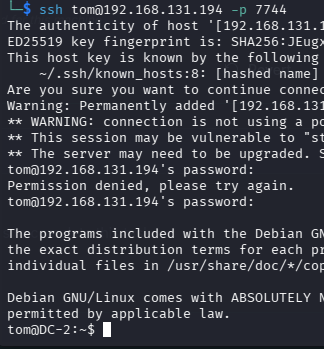 └─$ ssh tom@192.168.131.194 -p 7744
The authenticity of host '[192.168.131.1
ED25519 key fingerprint is: SHA256:JEugx
This host key is known by the following
~/.ssh/known_hosts:8: [hashed name]
Are you sure you want to continue connec
Warning: Permanently added '[192.168.131
** WARNING: connection is not using a po
** This session may be vulnerable to "st
** The server may need to be upgraded. S
tom@192.168.131.194's password:
Permission denied, please try again.
tom@192.168.131.194's password:
The programs included with the Debian GN
the exact distribution terms for each pr
individual files in /usr/share/doc/*/cop
Debian GNU/Linux comes with ABSOLUTELY N
permitted by applicable law.
tom@DC-2:~$